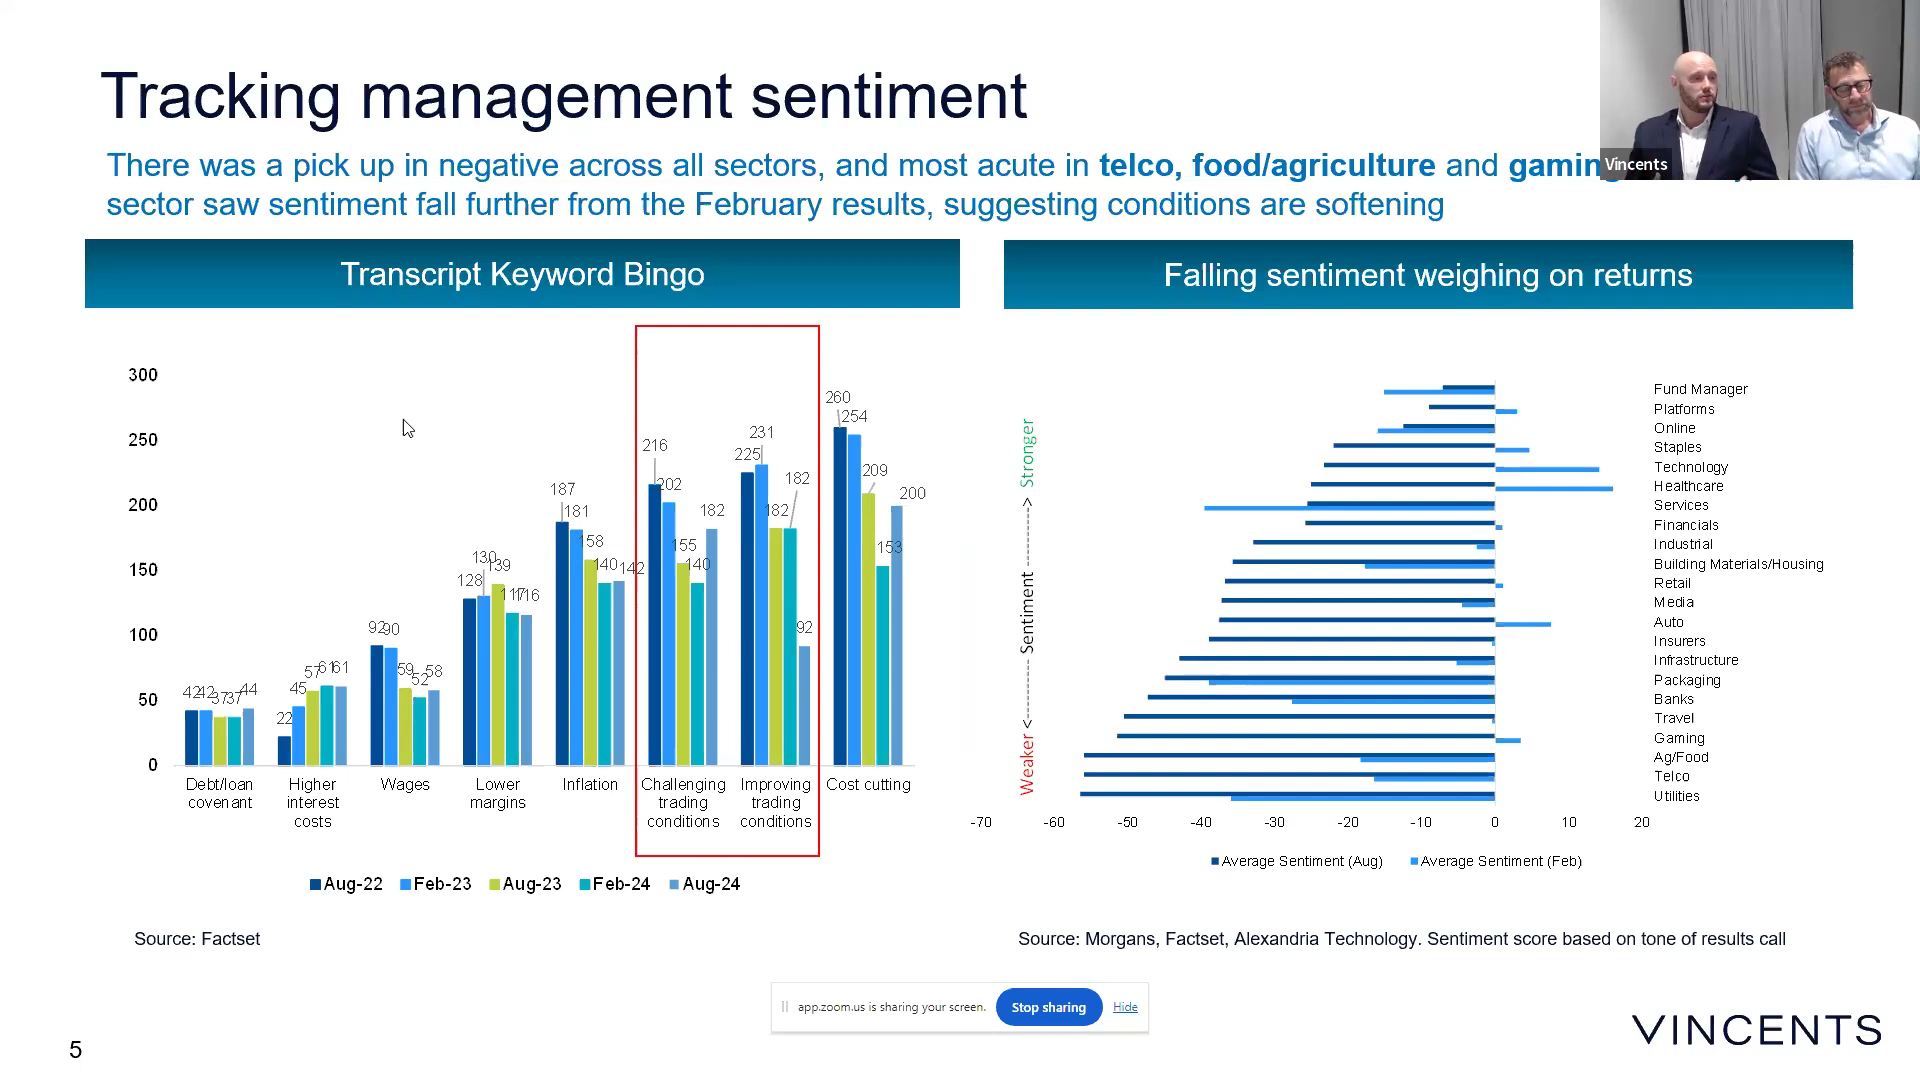 Tracking management sentiment
There was a pick up in negative across all sectors, and most acute in telco, food/agriculture and gaming
sector saw sentiment fall further from the February results, suggesting conditions are softening
Vincents
Transcript Keyword Bingo
300
250
200
150
100
50
0
42 42 37 37 44
22 45 57 61 61
92 90 59 52 58
128 130 139 117 116
187 181 158 140 142
216 202 155 140 182
225 231 182 182 92
260 254 209 153 200
Debt/loan covenant
Higher interest costs
Wages
Lower margins
Inflation
Challenging trading conditions
Improving trading conditions
Cost cutting
Aug-22 Feb-23 Aug-23 Feb-24 Aug-24
Source: Factset
Falling sentiment weighing on returns
Weaker <------------ Sentiment ------------> Stronger
Fund Manager
Platforms
Online
Staples
Technology
Healthcare
Services
Financials
Industrial
Building Materials/Housing
Retail
Media
Auto
Insurers
Infrastructure
Packaging
Banks
Travel
Gaming
Ag/Food
Telco
Utilities
-70 -60 -50 -40 -30 -20 -10 0 10 20
Average Sentiment (Aug) Average Sentiment (Feb)
Source: Morgans, Factset, Alexandria Technology. Sentiment score based on tone of results call
app.zoom.us is sharing your screen. Stop sharing Hide
VINCENTS
5